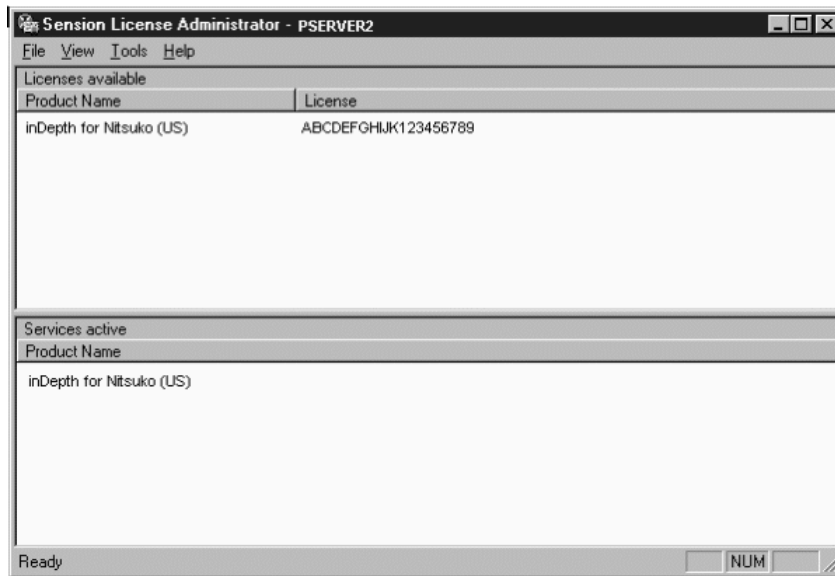 Sension License Administrator - PSERVER2
File View Tools Help
Licenses available
Product Name License
inDepth for Nitsuko (US) ABCDEFGHIJK123456789
Services active
Product Name
inDepth for Nitsuko (US)
Ready NUM